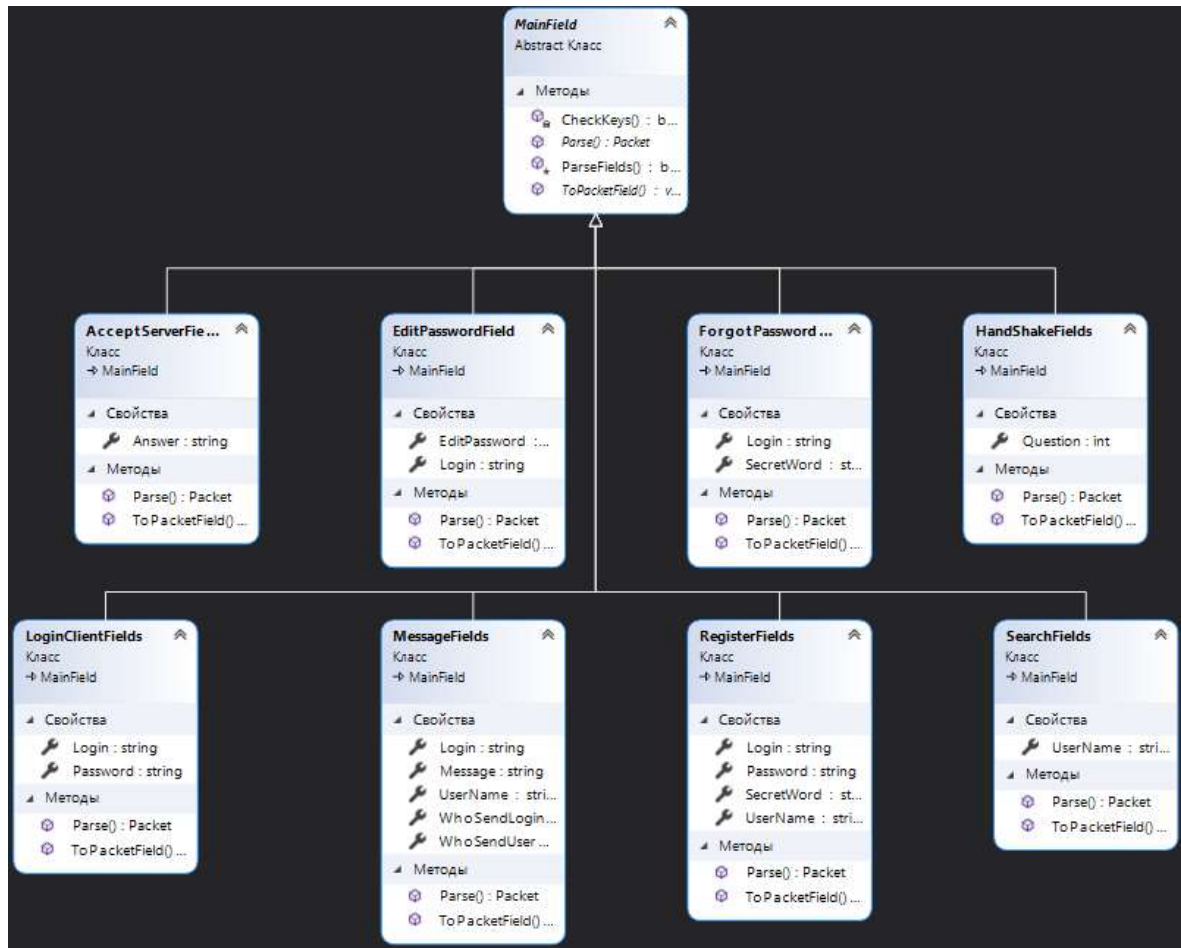 MainField
Abstract Класс
Методы
CheckKeys() : b...
Parse() : Packet
ParseFields() : b...
ToPacketField() : v...
AcceptServerFie...
Класс
MainField
Свойства
Answer : string
Методы
Parse() : Packet
ToPacketField() ...
EditPasswordField
Класс
MainField
Свойства
EditPassword :...
Login : string
Методы
Parse() : Packet
ToPacketField() ...
ForgotPassword...
Класс
MainField
Свойства
Login : string
SecretWord : st...
Методы
Parse() : Packet
ToPacketField() ...
HandShakeFields
Класс
MainField
Свойства
Question : int
Методы
Parse() : Packet
ToPacketField() ...
LoginClientFields
Класс
MainField
Свойства
Login : string
Password : string
Методы
Parse() : Packet
ToPacketField() ...
MessageFields
Класс
MainField
Свойства
Login : string
Message : string
UserName : stri...
WhoSendLogin...
WhoSendUser...
Методы
Parse() : Packet
ToPacketField() ...
RegisterFields
Класс
MainField
Свойства
Login : string
Password : string
SecretWord : st...
UserName : stri...
Методы
Parse() : Packet
ToPacketField() ...
SearchFields
Класс
MainField
Свойства
UserName : stri...
Методы
Parse() : Packet
ToPacketField() ...